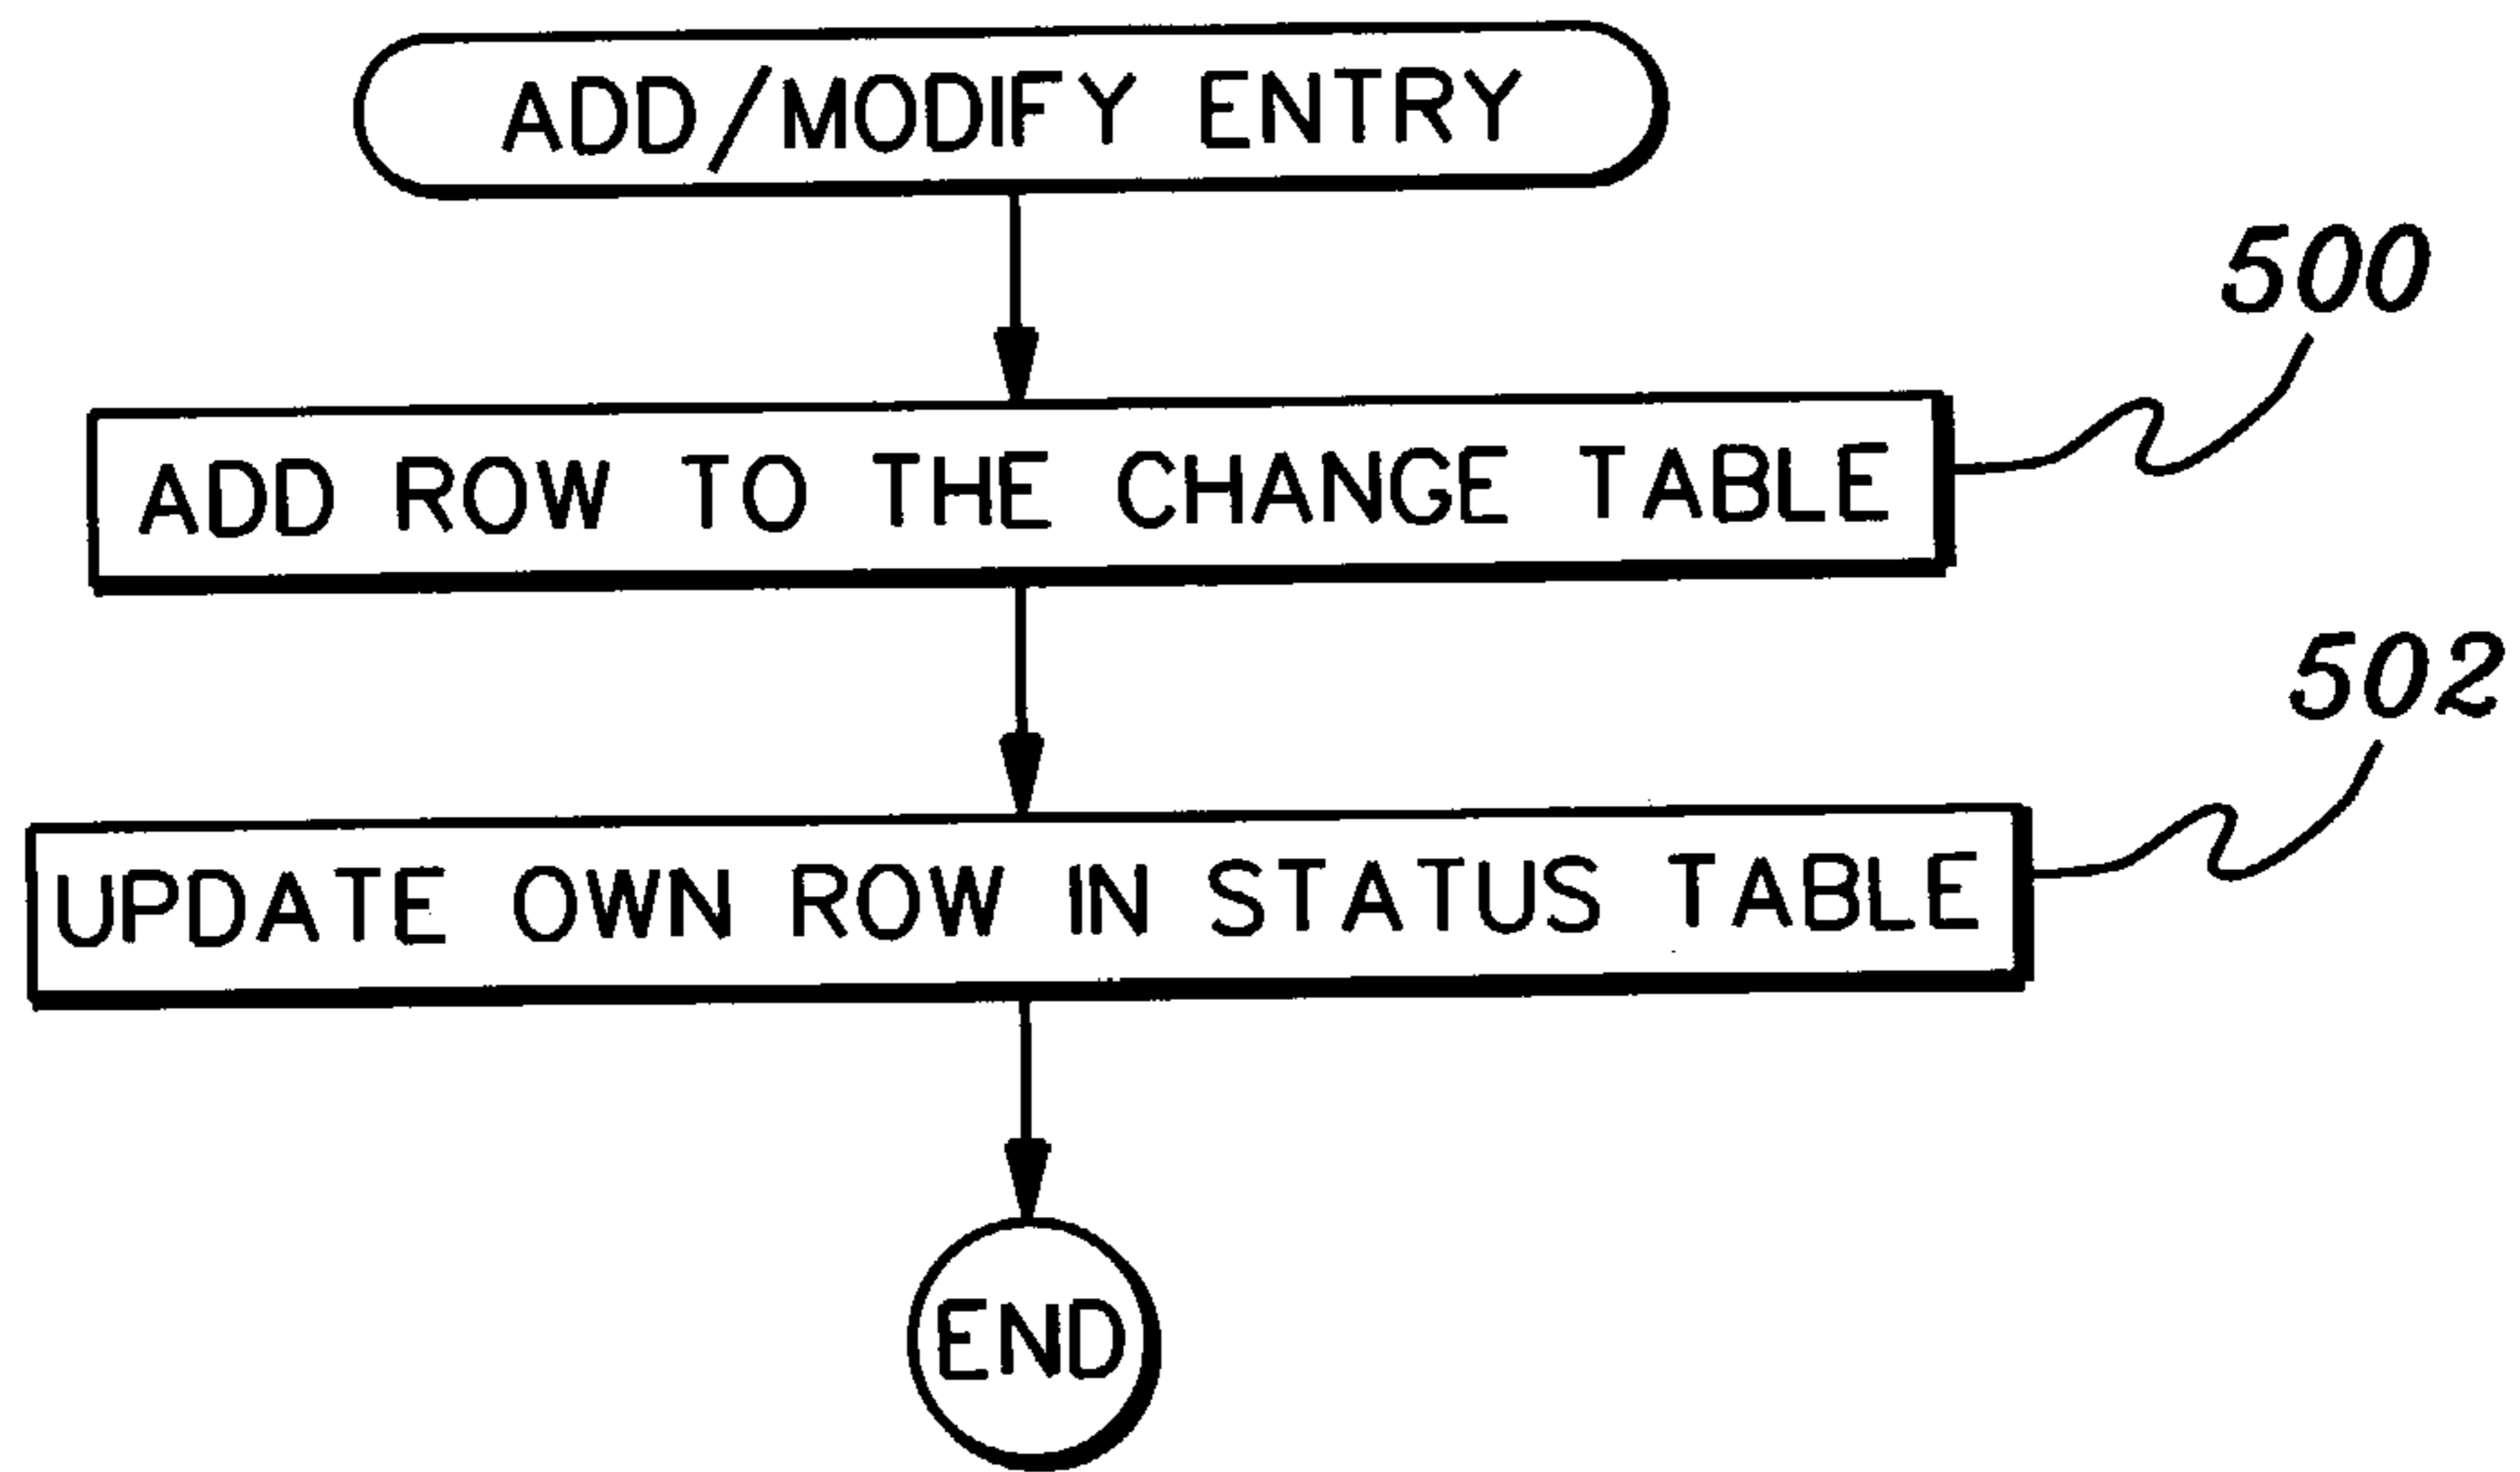 ADD/MODIFY ENTRY
500
ADD ROW TO THE CHANGE TABLE
502
UPDATE OWN ROW IN STATUS TABLE
END